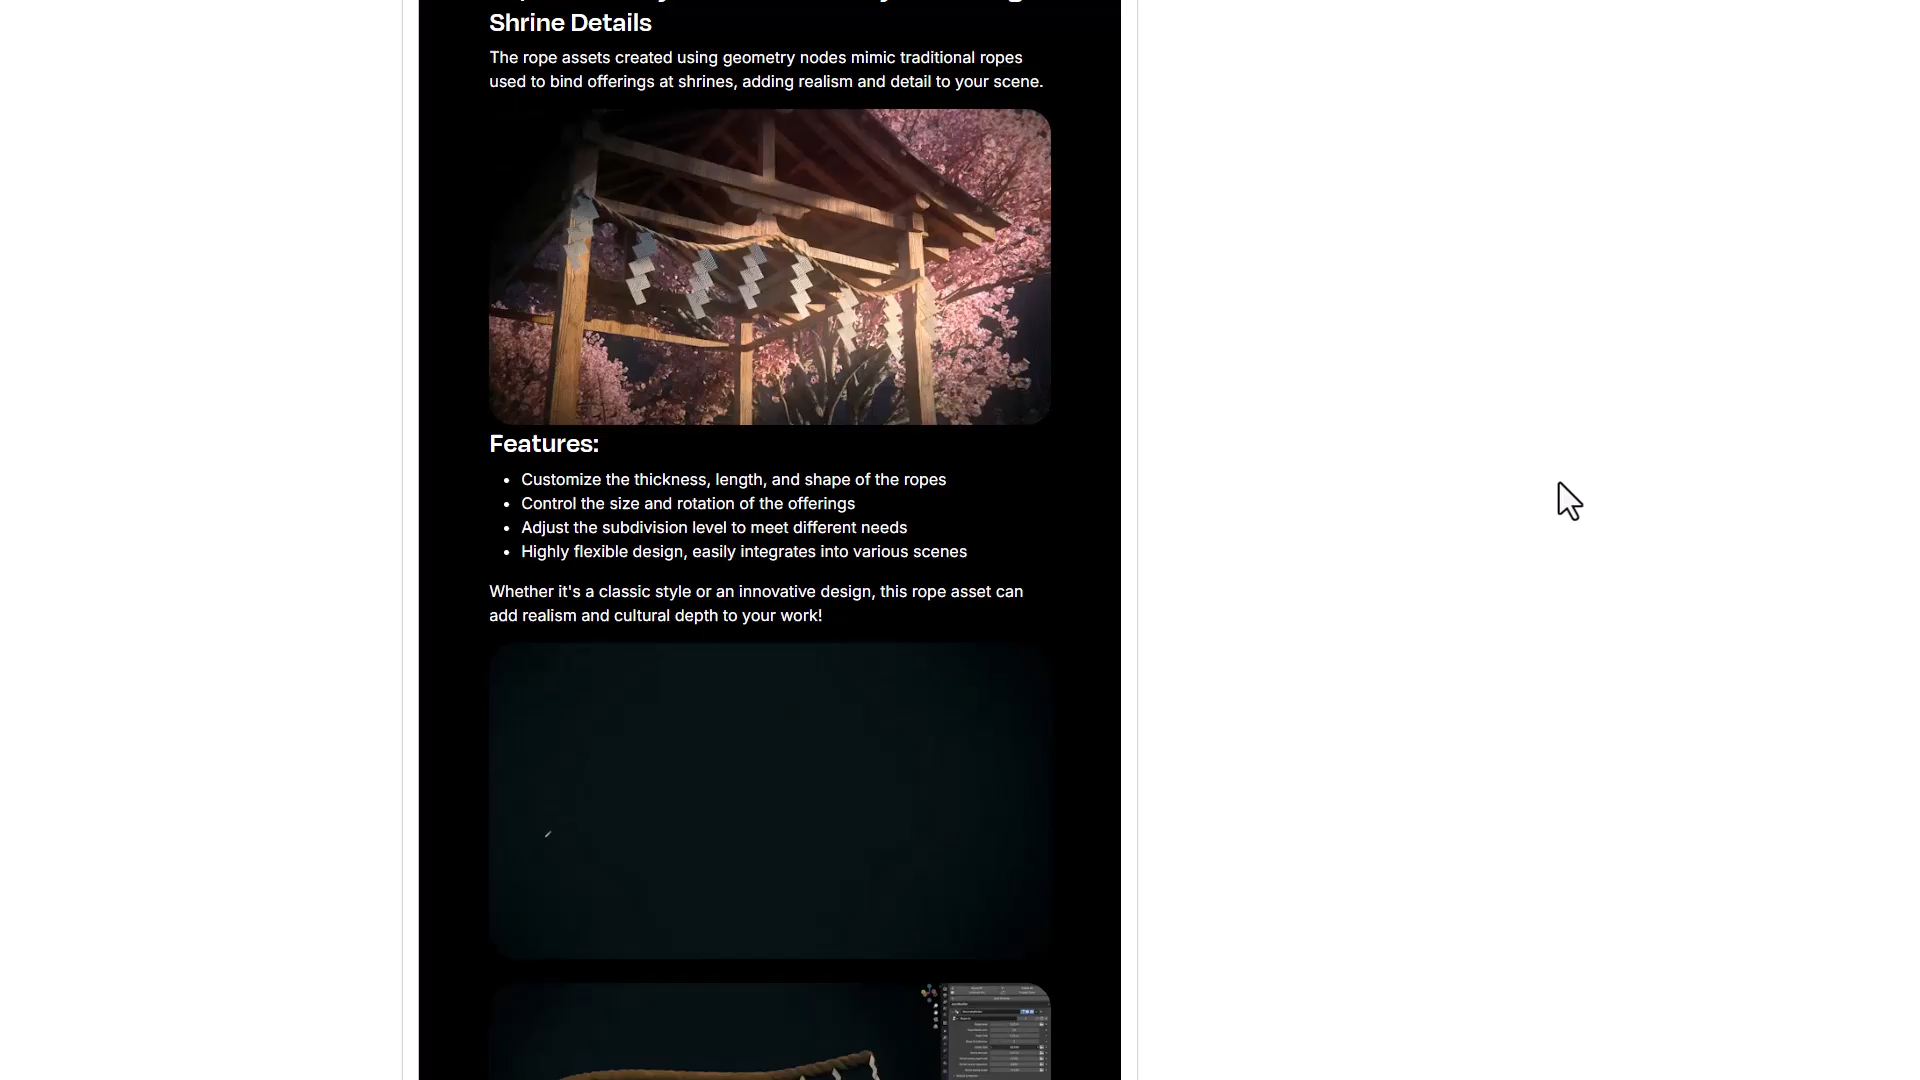 Shrine Details
The rope assets created using geometry nodes mimic traditional ropes
used to bind offerings at shrines, adding realism and detail to your scene.
Features:
• Customize the thickness, length, and shape of the ropes
• Control the size and rotation of the offerings
• Adjust the subdivision level to meet different needs
• Highly flexible design, easily integrates into various scenes
Whether it's a classic style or an innovative design, this rope asset can
add realism and cultural depth to your work!